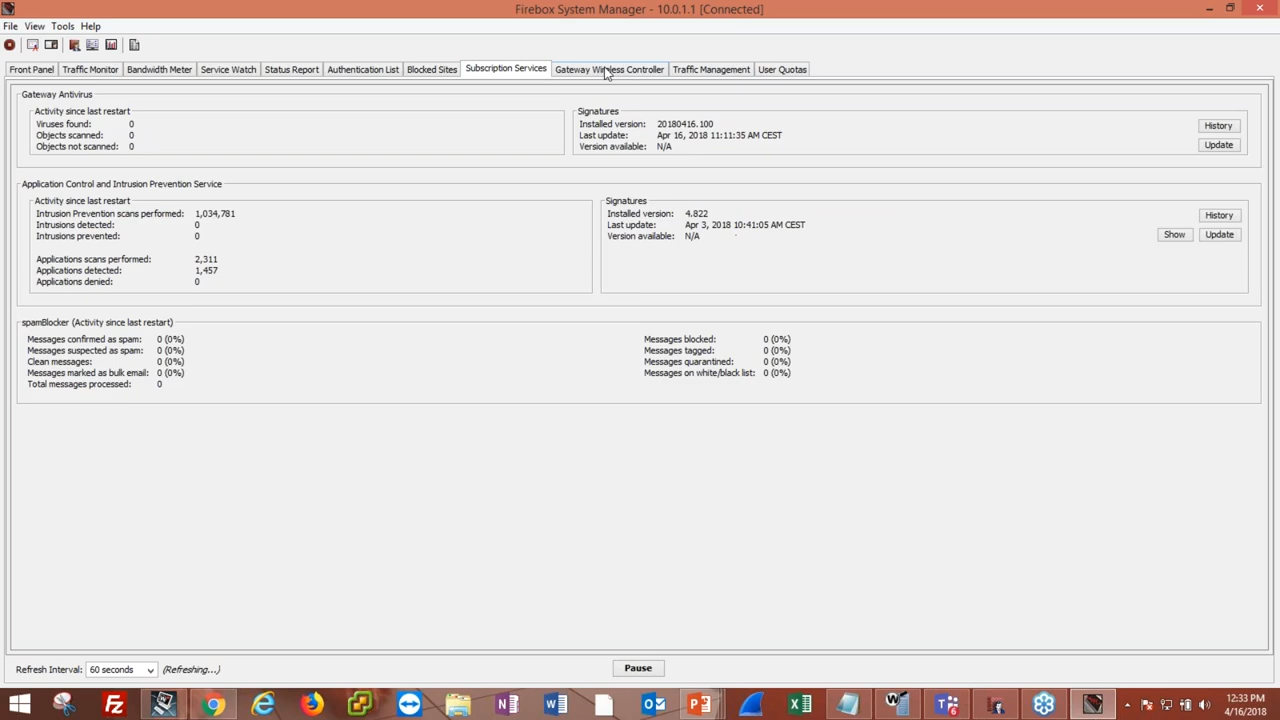 Firebox System Manager - 10.0.1.1 [Connected]
File View Tools Help
Front Panel Traffic Monitor Bandwidth Meter Service Watch Status Report Authentication List Blocked Sites Subscription Services Gateway Wireless Controller Traffic Management User Quotas
Gateway Antivirus
Activity since last restart
Viruses found: 0
Objects scanned: 0
Objects not scanned: 0
Signatures
Installed version: 20180416.100
Last update: Apr 16, 2018 11:11:35 AM CEST
Version available: N/A
History
Update
Application Control and Intrusion Prevention Service
Activity since last restart
Intrusion Prevention scans performed: 1,034,781
Intrusions detected: 0
Intrusions prevented: 0
Applications scans performed: 2,311
Applications detected: 1,457
Applications denied: 0
Signatures
Installed version: 4.822
Last update: Apr 3, 2018 10:41:05 AM CEST
Version available: N/A
History
Show Update
spamBlocker (Activity since last restart)
Messages confirmed as spam: 0 (0%)
Messages suspected as spam: 0 (0%)
Clean messages: 0 (0%)
Messages marked as bulk email: 0 (0%)
Total messages processed: 0
Messages blocked: 0 (0%)
Messages tagged: 0 (0%)
Messages quarantined: 0 (0%)
Messages on white/black list: 0 (0%)
Refresh Interval: 60 seconds (Refreshing...)
Pause
12:33 PM
4/16/2018